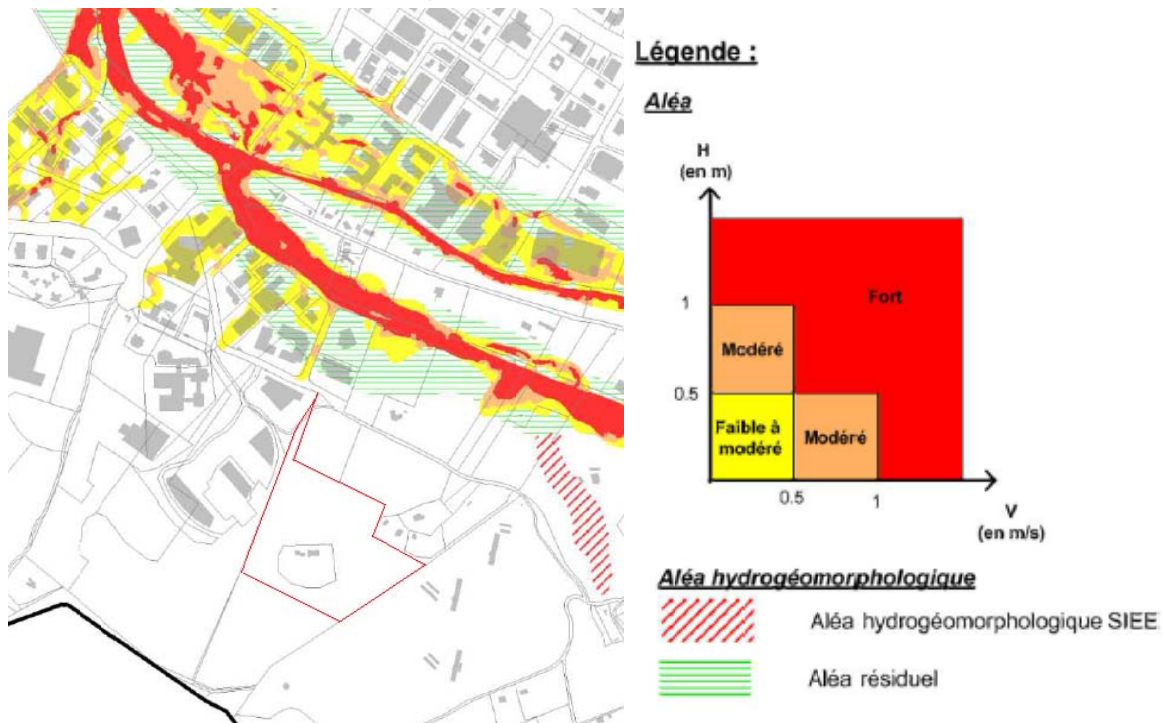 Légende :
Aléa
H
(en m)
1
Fort
Modéré
0.5
Faible à
modéré
Modéré
0.5
1
V
(en m/s)
Aléa hydrogéomorphologique
Aléa hydrogéomorphologique SIEE
Aléa résiduel